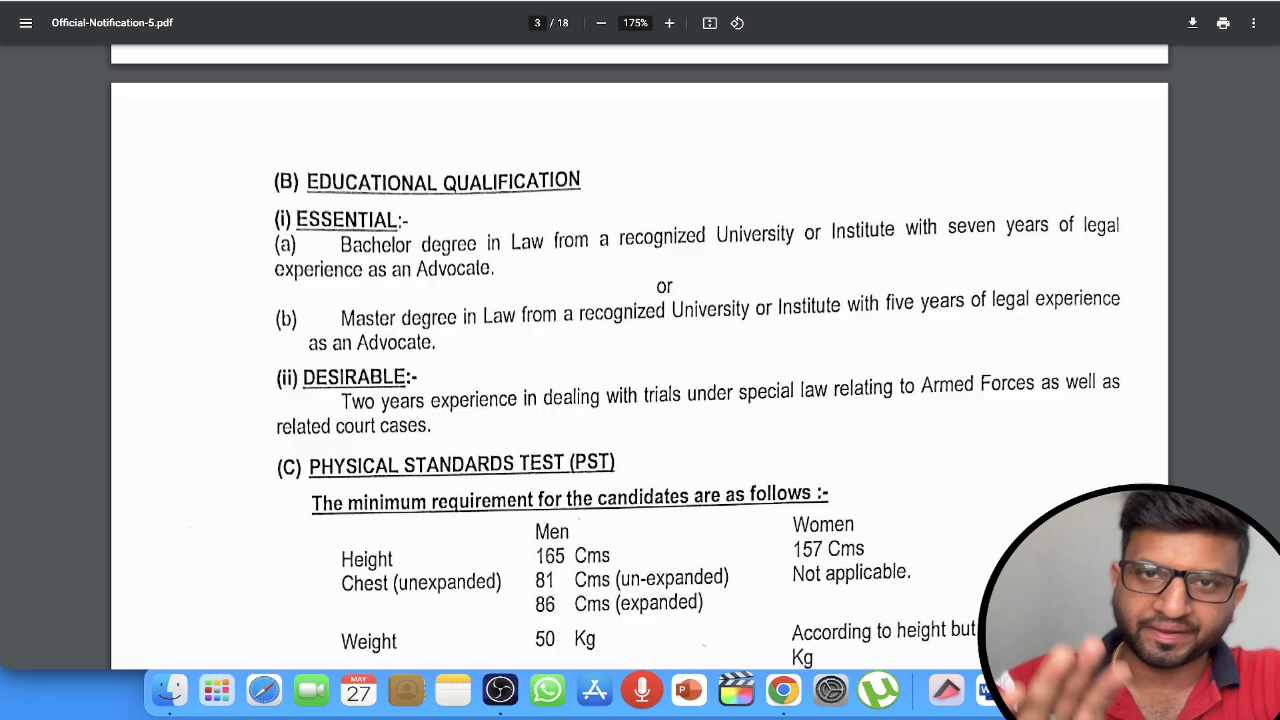 Official-Notification-5.pdf
3 / 18
175%
(B) EDUCATIONAL QUALIFICATION
(i) ESSENTIAL:-
(a) Bachelor degree in Law from a recognized University or Institute with seven years of legal
experience as an Advocate.
or
(b) Master degree in Law from a recognized University or Institute with five years of legal experience
as an Advocate.
(ii) DESIRABLE:-
Two years experience in dealing with trials under special law relating to Armed Forces as well as
related court cases.
(C) PHYSICAL STANDARDS TEST (PST)
The minimum requirement for the candidates are as follows :-
Men Women
Height 165 Cms 157 Cms
Chest (unexpanded) 81 Cms (un-expanded) Not applicable.
86 Cms (expanded)
Weight 50 Kg According to height but
Kg
MAY
27